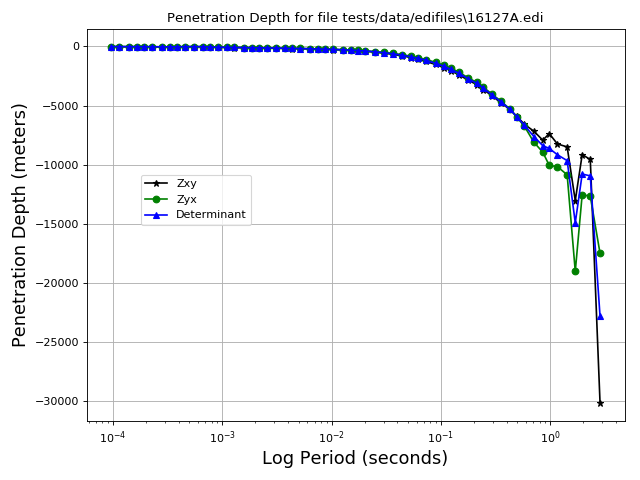 Penetration Depth for file tests/data/edifiles\16127A.edi
Penetration Depth (meters)
0
−5000
−10000
−15000
−20000
−25000
−30000
Zxy
Zyx
Determinant
10⁻⁴ 10⁻³ 10⁻² 10⁻¹ 10⁰
Log Period (seconds)